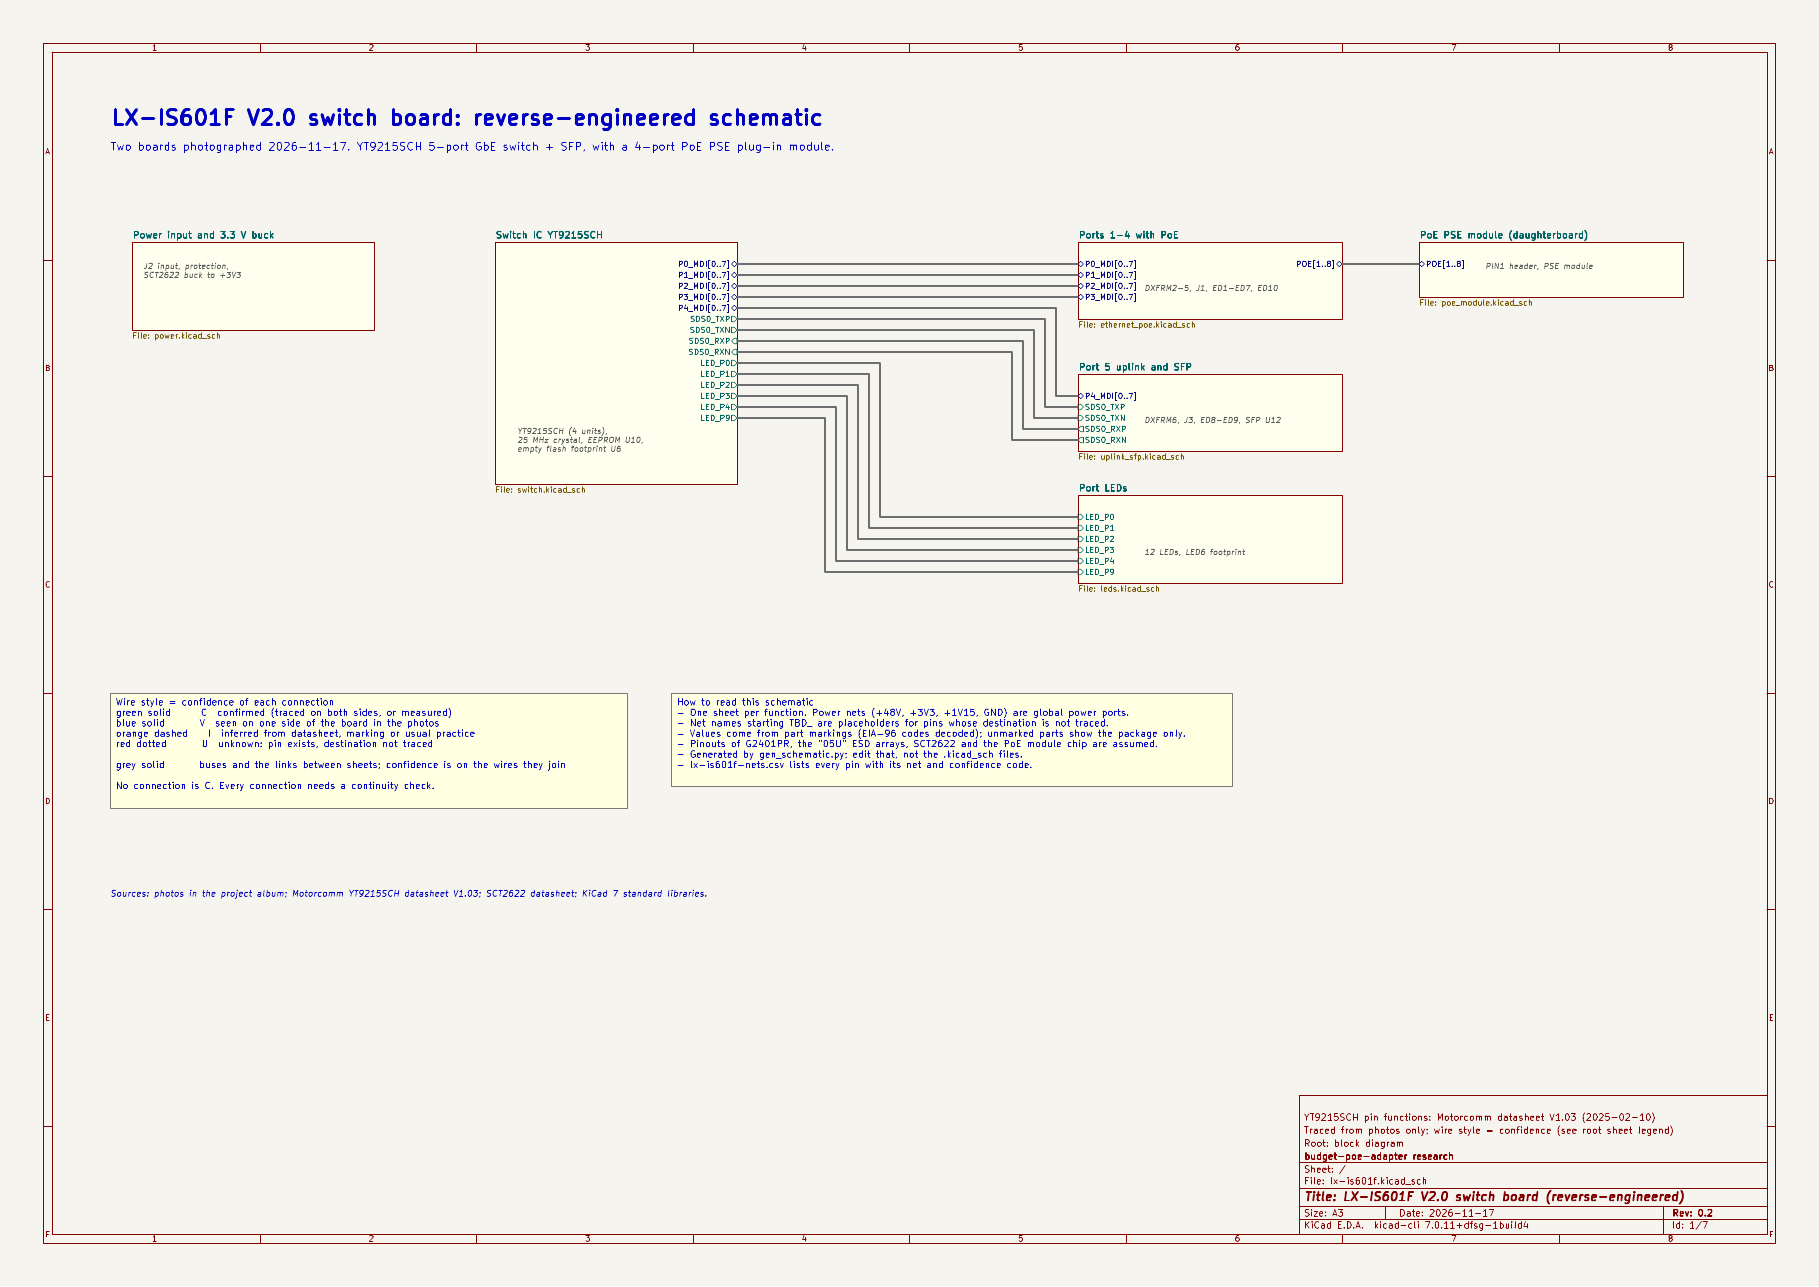 1 2 3 4 5 6 7 8
A A
B B
C C
D D
E E
F F
LX-IS601F V2.0 switch board: reverse-engineered schematic
Two boards photographed 2026-11-17. YT9215SCH 5-port GbE switch + SFP, with a 4-port PoE PSE plug-in module.
Power input and 3.3 V buck
J2 input, protection,
SCT2622 buck to +3V3
File: power.kicad_sch
Switch IC YT9215SCH
P0_MDI[0..7]
P1_MDI[0..7]
P2_MDI[0..7]
P3_MDI[0..7]
P4_MDI[0..7]
SDS0_TXP
SDS0_TXN
SDS0_RXP
SDS0_RXN
LED_P0
LED_P1
LED_P2
LED_P3
LED_P4
LED_P9
YT9215SCH (4 units),
25 MHz crystal, EEPROM U10,
empty flash footprint U6
File: switch.kicad_sch
Ports 1-4 with PoE
P0_MDI[0..7]
P1_MDI[0..7]
P2_MDI[0..7]
P3_MDI[0..7]
POE[1..8]
DXFRM2-5, J1, ED1-ED7, ED10
File: ethernet_poe.kicad_sch
PoE PSE module (daughterboard)
POE[1..8]
PIN1 header, PSE module
File: poe_module.kicad_sch
Port 5 uplink and SFP
P4_MDI[0..7]
SDS0_TXP
SDS0_TXN
SDS0_RXP
SDS0_RXN
DXFRM6, J3, ED8-ED9, SFP U12
File: uplink_sfp.kicad_sch
Port LEDs
LED_P0
LED_P1
LED_P2
LED_P3
LED_P4
LED_P9
12 LEDs, LED6 footprint
File: leds.kicad_sch
Wire style = confidence of each connection
green solid C confirmed (traced on both sides, or measured)
blue solid V seen on one side of the board in the photos
orange dashed I inferred from datasheet, marking or usual practice
red dotted U unknown: pin exists, destination not traced
grey solid buses and the links between sheets; confidence is on the wires they join
No connection is C. Every connection needs a continuity check.
How to read this schematic
- One sheet per function. Power nets (+48V, +3V3, +1V15, GND) are global power ports.
- Net names starting TBD_ are placeholders for pins whose destination is not traced.
- Values come from part markings (EIA-96 codes decoded); unmarked parts show the package only.
- Pinouts of G2401PR, the "05U" ESD arrays, SCT2622 and the PoE module chip are assumed.
- Generated by gen_schematic.py; edit that, not the .kicad_sch files.
- lx-is601f-nets.csv lists every pin with its net and confidence code.
Sources: photos in the project album; Motorcomm YT9215SCH datasheet V1.03; SCT2622 datasheet; KiCad 7 standard libraries.
YT9215SCH pin functions: Motorcomm datasheet V1.03 (2025-02-10)
Traced from photos only; wire style = confidence (see root sheet legend)
Root: block diagram
budget-poe-adapter research
Sheet: /
File: lx-is601f.kicad_sch
Title: LX-IS601F V2.0 switch board (reverse-engineered)
Size: A3 Date: 2026-11-17 Rev: 0.2
KiCad E.D.A. kicad-cli 7.0.11+dfsg-1build4 Id: 1/7
1 2 3 4 5 6 7 8